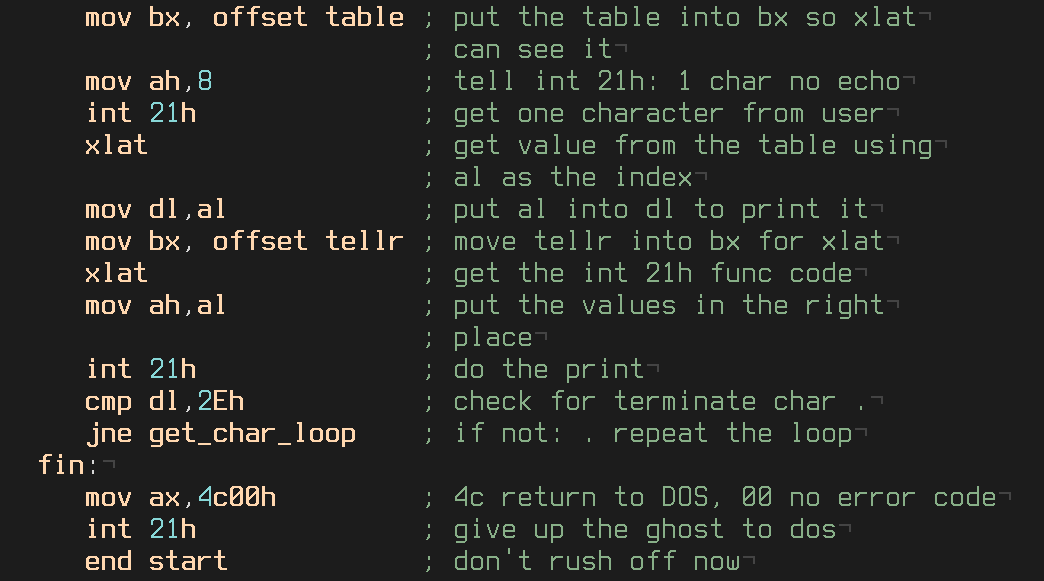 mov bx, offset table ; put the table into bx so xlat¬
; can see it¬
mov ah,8 ; tell int 21h: 1 char no echo¬
int 21h ; get one character from user¬
xlat ; get value from the table using¬
; al as the index¬
mov dl,al ; put al into dl to print it¬
mov bx, offset tellr ; move tellr into bx for xlat¬
xlat ; get the int 21h func code¬
mov ah,al ; put the values in the right¬
; place¬
int 21h ; do the print¬
cmp dl,2Eh ; check for terminate char .¬
jne get_char_loop ; if not: . repeat the loop¬
fin:¬
mov ax,4c00h ; 4c return to DOS, 00 no error code¬
int 21h ; give up the ghost to dos¬
end start ; don't rush off now¬